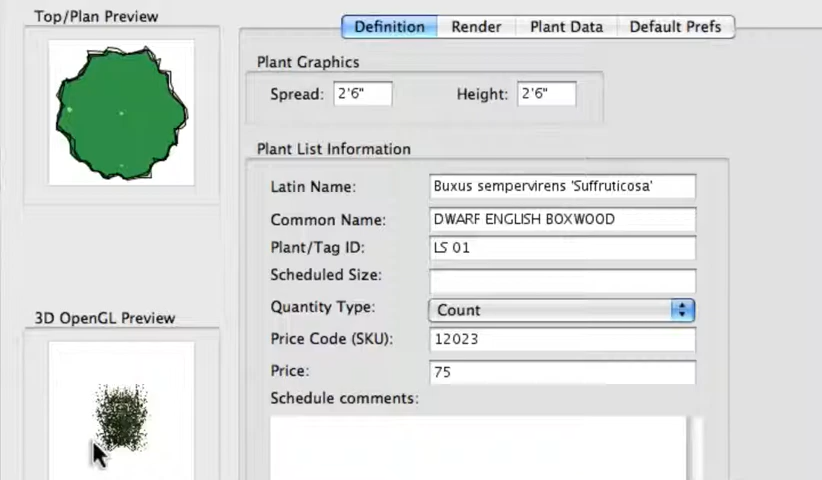 Top/Plan Preview
Definition Render Plant Data Default Prefs
Plant Graphics
Spread: 2'6" Height: 2'6"
Plant List Information
Latin Name: Buxus sempervirens 'Suffruticosa'
Common Name: DWARF ENGLISH BOXWOOD
Plant/Tag ID: LS 01
Scheduled Size:
Quantity Type: Count
3D OpenGL Preview
Price Code (SKU): 12023
Price: 75
Schedule comments: